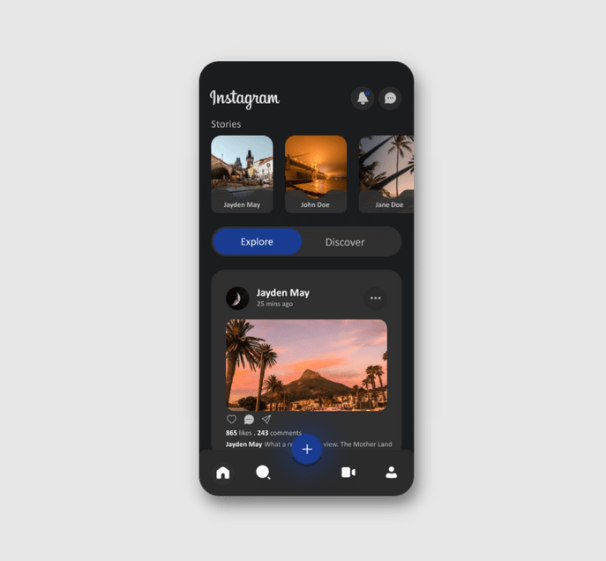 Instagram
Stories
Jayden May
John Doe
Jane Doe
Explore
Discover
Jayden May
25 mins ago
865 likes . 243 comments
Jayden May What a view. The Mother Land